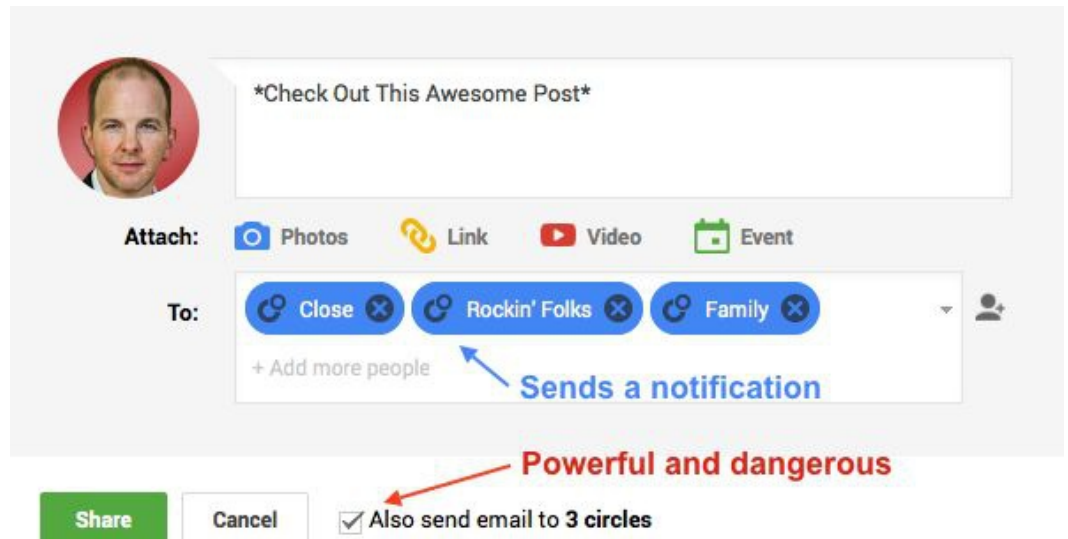 *Check Out This Awesome Post*
Attach: Photos Link Video Event
To: Close Rockin' Folks Family
+ Add more people
Sends a notification
Powerful and dangerous
Share Cancel Also send email to 3 circles